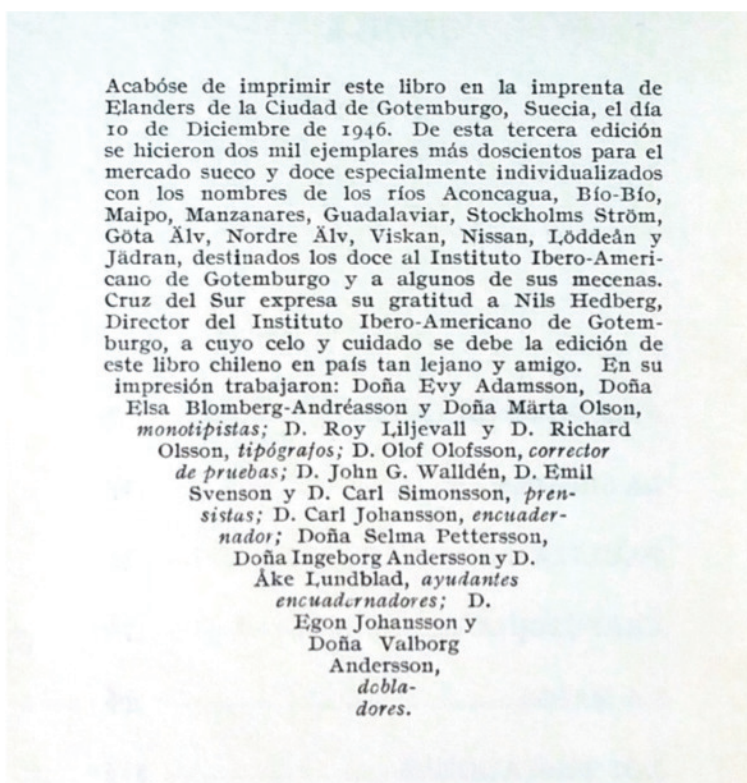 Acabóse de imprimir este libro en la imprenta de
Elanders de la Ciudad de Gotemburgo, Suecia, el día
10 de Diciembre de 1946. De esta tercera edición
se hicieron dos mil ejemplares más doscientos para el
mercado sueco y doce especialmente individualizados
con los nombres de los ríos Aconcagua, Bío-Bío,
Maipo, Manzanares, Guadalaviar, Stockholms Ström,
Göta Älv, Nordre Älv, Viskan, Nissan, Löddeån y
Jädran, destinados los doce al Instituto Ibero-Ameri-
cano de Gotemburgo y a algunos de sus mecenas.
Cruz del Sur expresa su gratitud a Nils Hedberg,
Director del Instituto Ibero-Americano de Gotem-
burgo, a cuyo celo y cuidado se debe la edición de
este libro chileno en país tan lejano y amigo. En su
impresión trabajaron: Doña Evy Adamsson, Doña
Elsa Blomberg-Andréasson y Doña Märta Olson,
monotipistas; D. Roy Liljevall y D. Richard
Olsson, tipógrafos; D. Olof Olofsson, corrector
de pruebas; D. John G. Walldén, D. Emil
Svenson y D. Carl Simonsson, pren-
sistas; D. Carl Johansson, encuader-
nador; Doña Selma Pettersson,
Doña Ingeborg Andersson y D.
Åke Lundblad, ayudantes
encuadernadores; D.
Egon Johansson y
Doña Valborg
Andersson,
dobla-
dores.